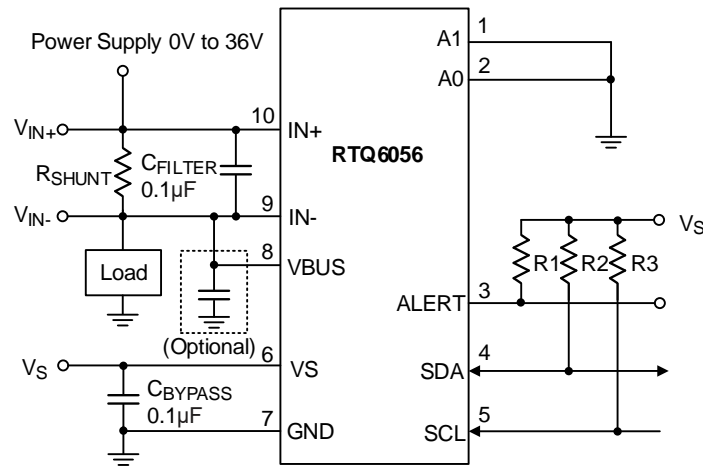 Power Supply 0V to 36V
VIN+
RSHUNT
CFILTER
0.1µF
VIN-
Load
(Optional)
VS
CBYPASS
0.1µF
10
IN+
9
IN-
8
VBUS
6
VS
7
GND
RTQ6056
A1
1
A0
2
ALERT
3
SDA
4
SCL
5
R1
R2
R3
VS